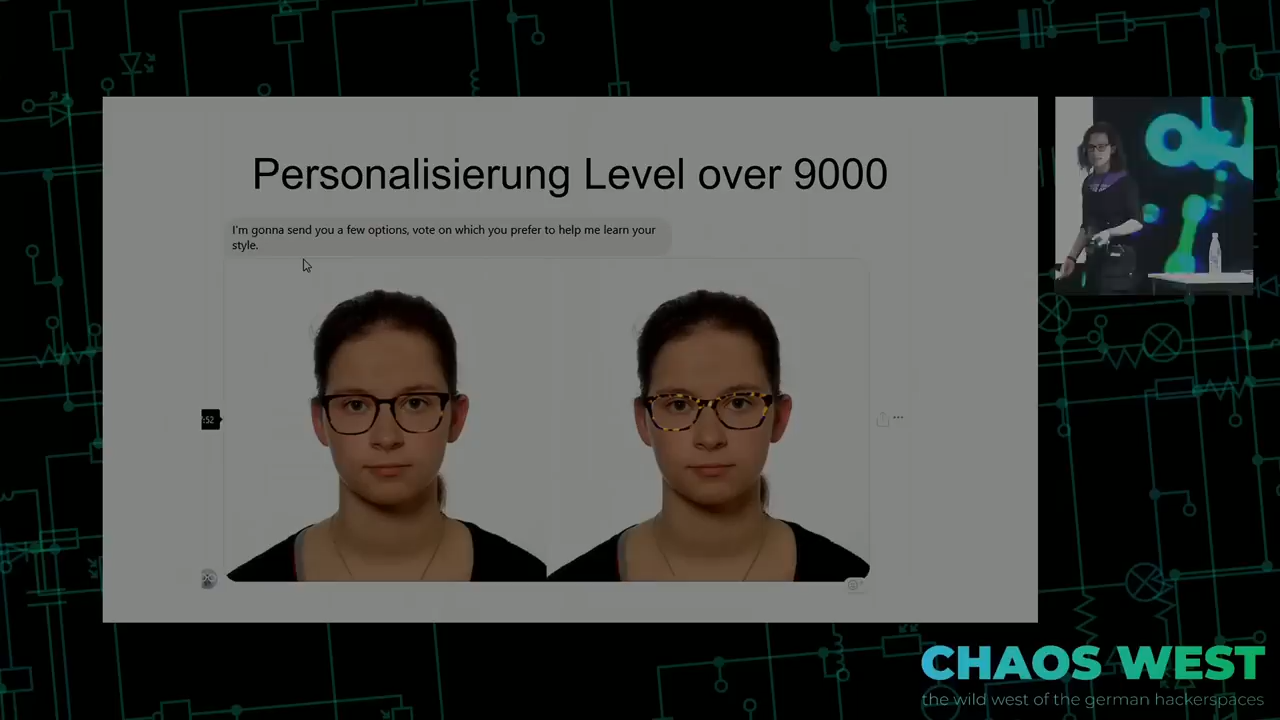 Personalisierung Level over 9000
I'm gonna send you a few options, vote on which you prefer to help me learn your
style.
:52
CHAOS WEST
the wild west of the german hackerspaces